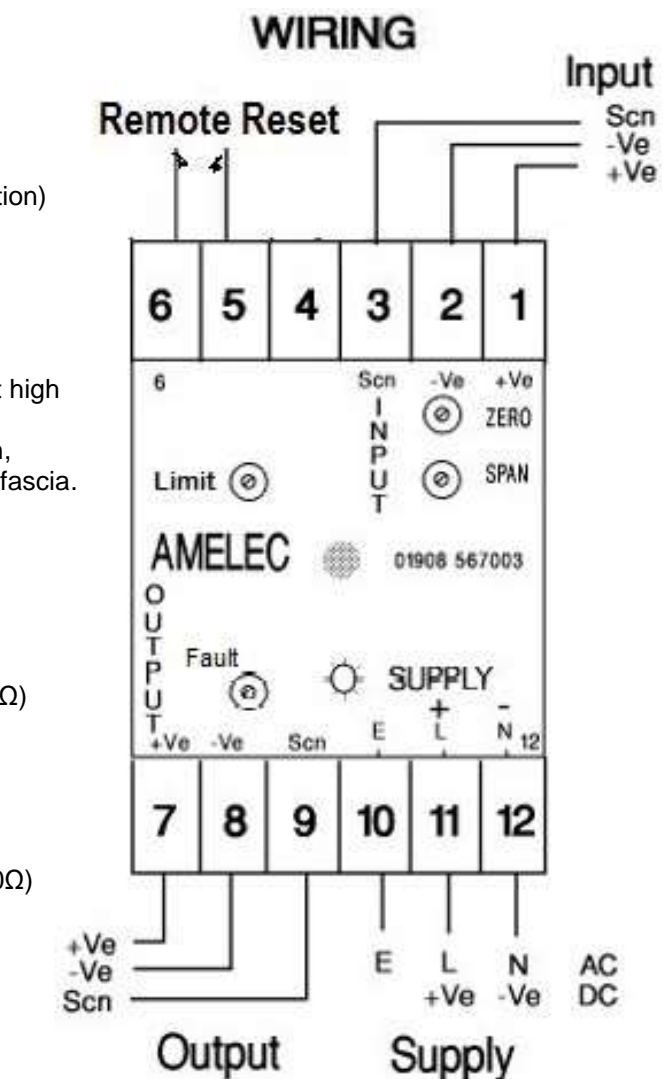 WIRING
Input
Scn
-Ve
+Ve
Remote Reset
tion)
6 5 4 3 2 1
high
fascia.
6 Scn -Ve +Ve
INPUT
ZERO
SPAN
Limit
AMELEC 01908 567003
OUTPUT
Fault
SUPPLY
+ -
E L N 12
+Ve -Ve Scn
Ω)
0Ω)
7 8 9 10 11 12
+Ve
-Ve
Scn
E L N AC
+Ve -Ve DC
Output Supply